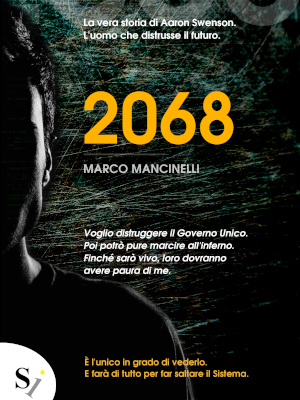 La vera storia di Aaron Swenson.
L'uomo che distrusse il futuro.
2068
MARCO MANCINELLI
Voglio distruggere il Governo Unico.
Poi potrò pure marcire all'inferno.
Finché sarò vivo, loro dovranno
avere paura di me.
È l'unico in grado di vederlo.
E farà di tutto per far saltare il Sistema.
Si